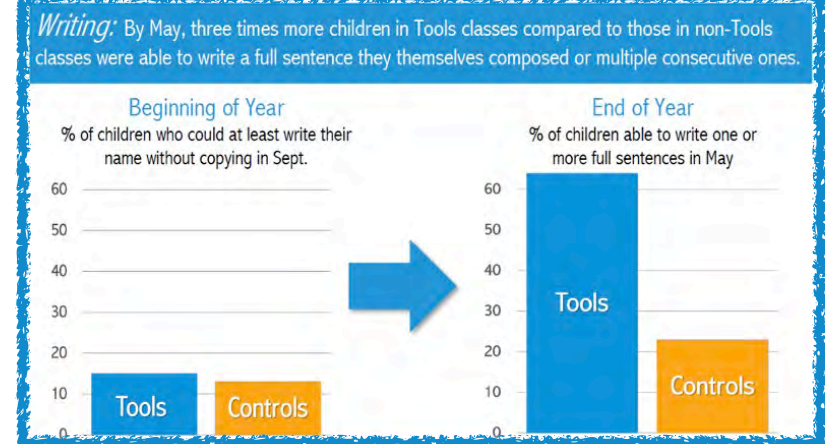 Writing: By May, three times more children in Tools classes compared to those in non-Tools
classes were able to write a full sentence they themselves composed or multiple consecutive ones.
Beginning of Year
% of children who could at least write their
name without copying in Sept.
60
50
40
30
20
10
0
Tools
Controls
End of Year
% of children able to write one or
more full sentences in May
60
50
40
30
20
10
0
Tools
Controls